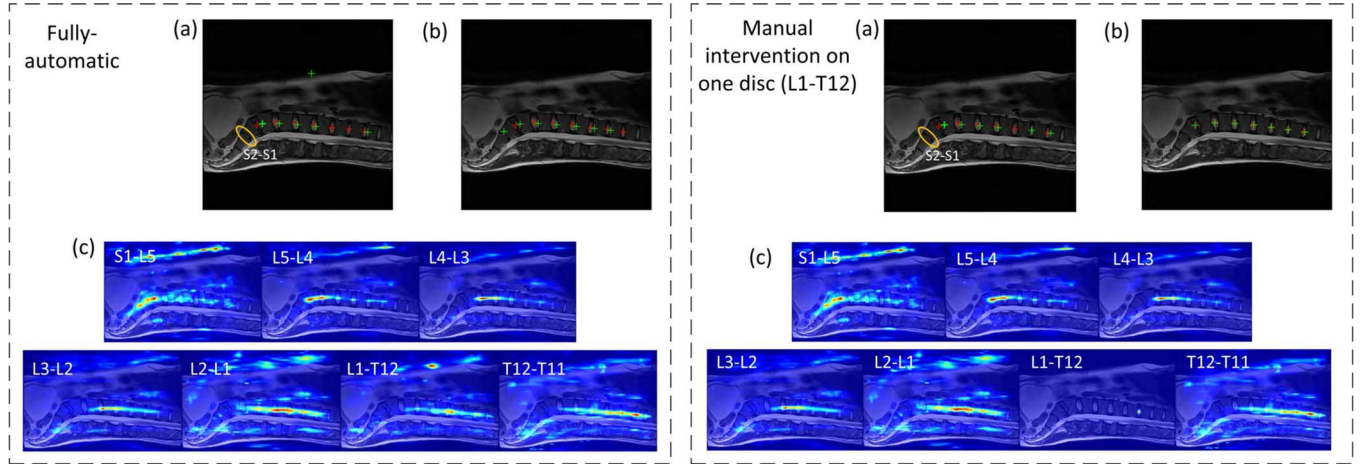 Fully-
automatic
(a)
(b)
S2-S1
(c)
S1-L5
L5-L4
L4-L3
L3-L2
L2-L1
L1-T12
T12-T11
Manual
intervention on
one disc (L1-T12)
(a)
(b)
S2-S1
(c)
S1-L5
L5-L4
L4-L3
L3-L2
L2-L1
L1-T12
T12-T11